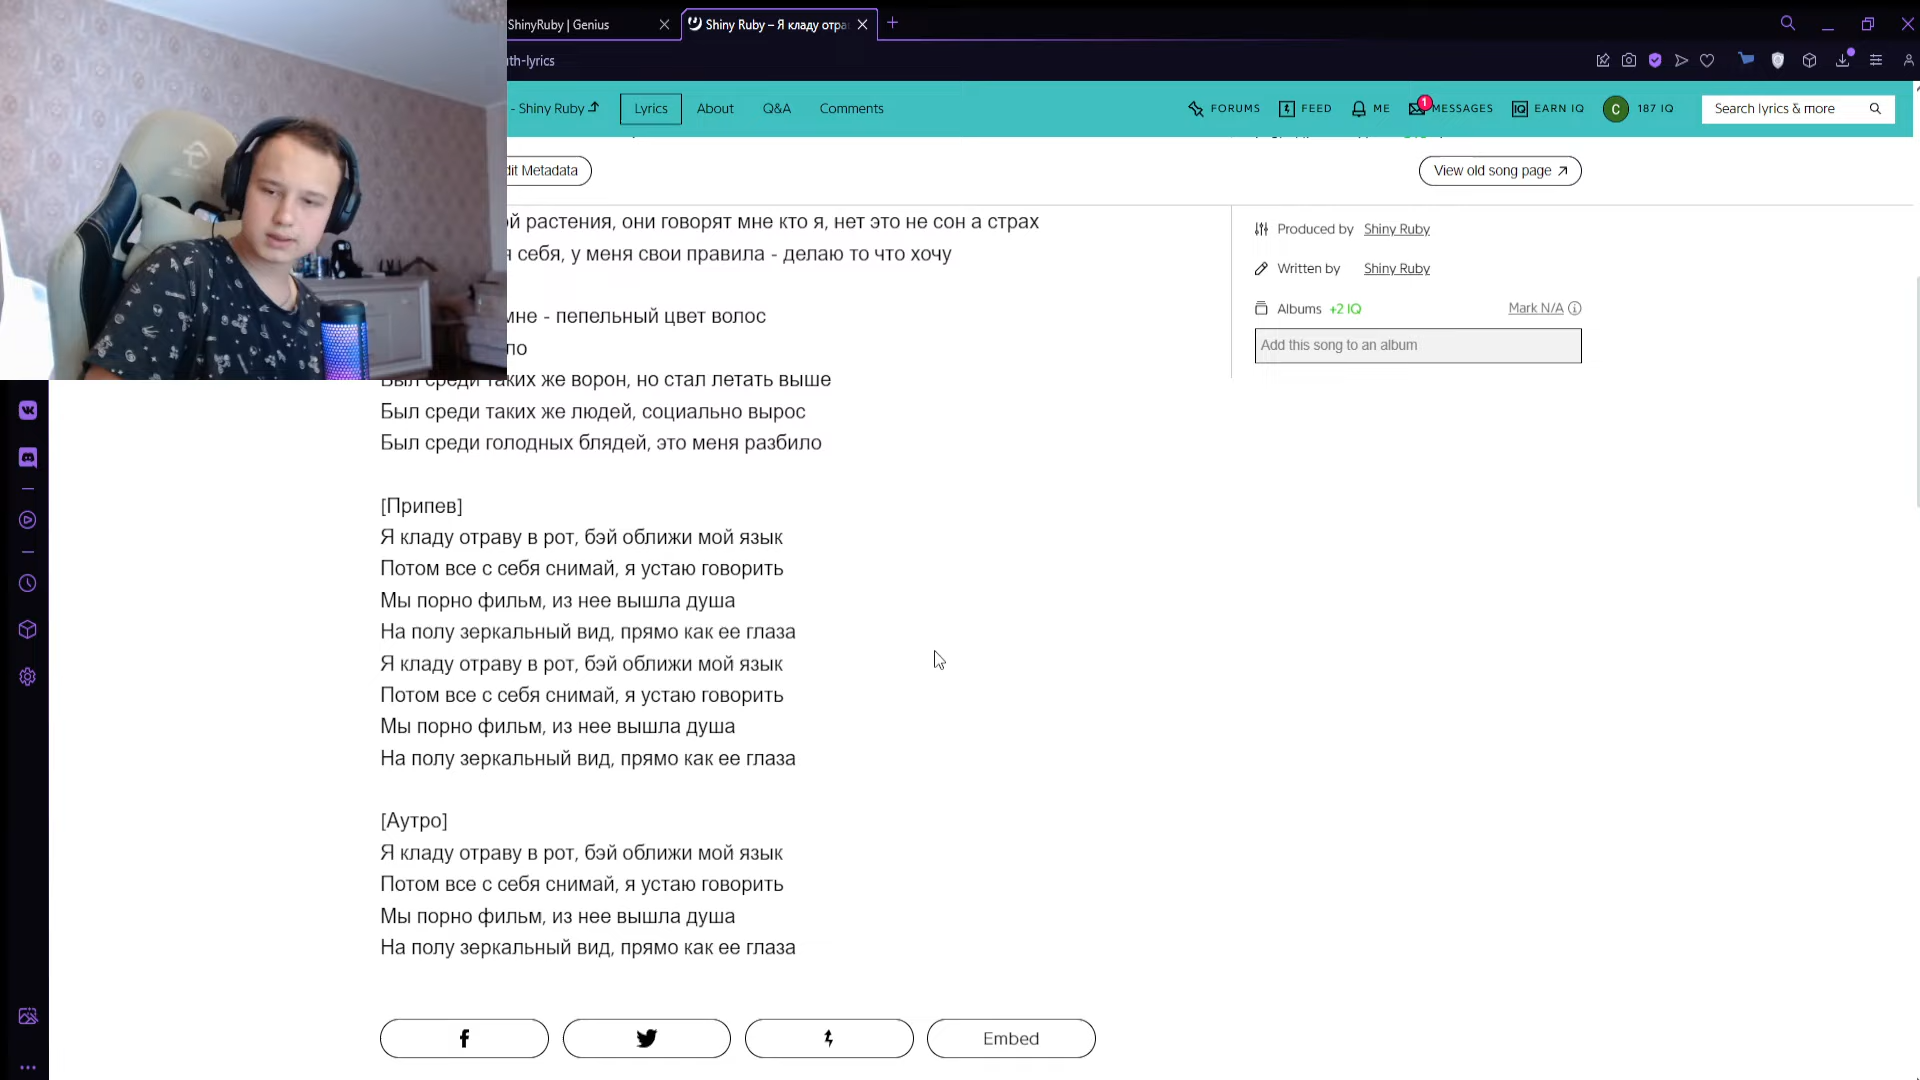 ShinyRuby | Genius
Shiny Ruby – Я кладу отра
uth-lyrics
- Shiny Ruby
Lyrics
About
Q&A
Comments
FORUMS
FEED
ME
1
MESSAGES
IQ
EARN IQ
C
187 IQ
Search lyrics & more
dit Metadata
View old song page
ой растения, они говорят мне кто я, нет это не сон а страх
я себя, у меня свои правила - делаю то что хочу
мне - пепельный цвет волос
ло
Был среди таких же ворон, но стал летать выше
Был среди таких же людей, социально вырос
Был среди голодных блядей, это меня разбило
[Припев]
Я кладу отраву в рот, бэй оближи мой язык
Потом все с себя снимай, я устаю говорить
Мы порно фильм, из нее вышла душа
На полу зеркальный вид, прямо как ее глаза
Я кладу отраву в рот, бэй оближи мой язык
Потом все с себя снимай, я устаю говорить
Мы порно фильм, из нее вышла душа
На полу зеркальный вид, прямо как ее глаза
[Аутро]
Я кладу отраву в рот, бэй оближи мой язык
Потом все с себя снимай, я устаю говорить
Мы порно фильм, из нее вышла душа
На полу зеркальный вид, прямо как ее глаза
Embed
Produced by Shiny Ruby
Written by Shiny Ruby
Albums +2 IQ Mark N/A
Add this song to an album